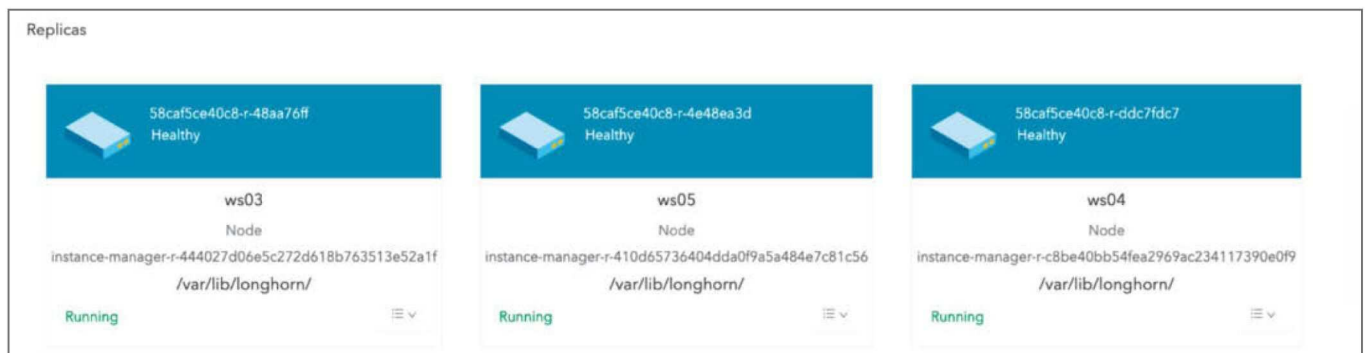 Replicas
58caf5ce40c8-r-48aa76ff
Healthy
ws03
Node
instance-manager-r-444027d06e5c272d618b763513e52a1f
/var/lib/longhorn/
Running
58caf5ce40c8-r-4e48ea3d
Healthy
ws05
Node
instance-manager-r-410d65736404dda0f9a5a484e7c81c56
/var/lib/longhorn/
Running
58caf5ce40c8-r-ddc7fdc7
Healthy
ws04
Node
instance-manager-r-c8be40bb54fea2969ac234117390e0f9
/var/lib/longhorn/
Running